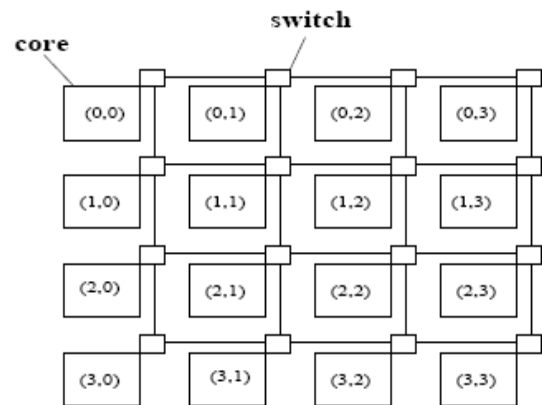 switch
core
(0,0) (0,1) (0,2) (0,3)
(1,0) (1,1) (1,2) (1,3)
(2,0) (2,1) (2,2) (2,3)
(3,0) (3,1) (3,2) (3,3)